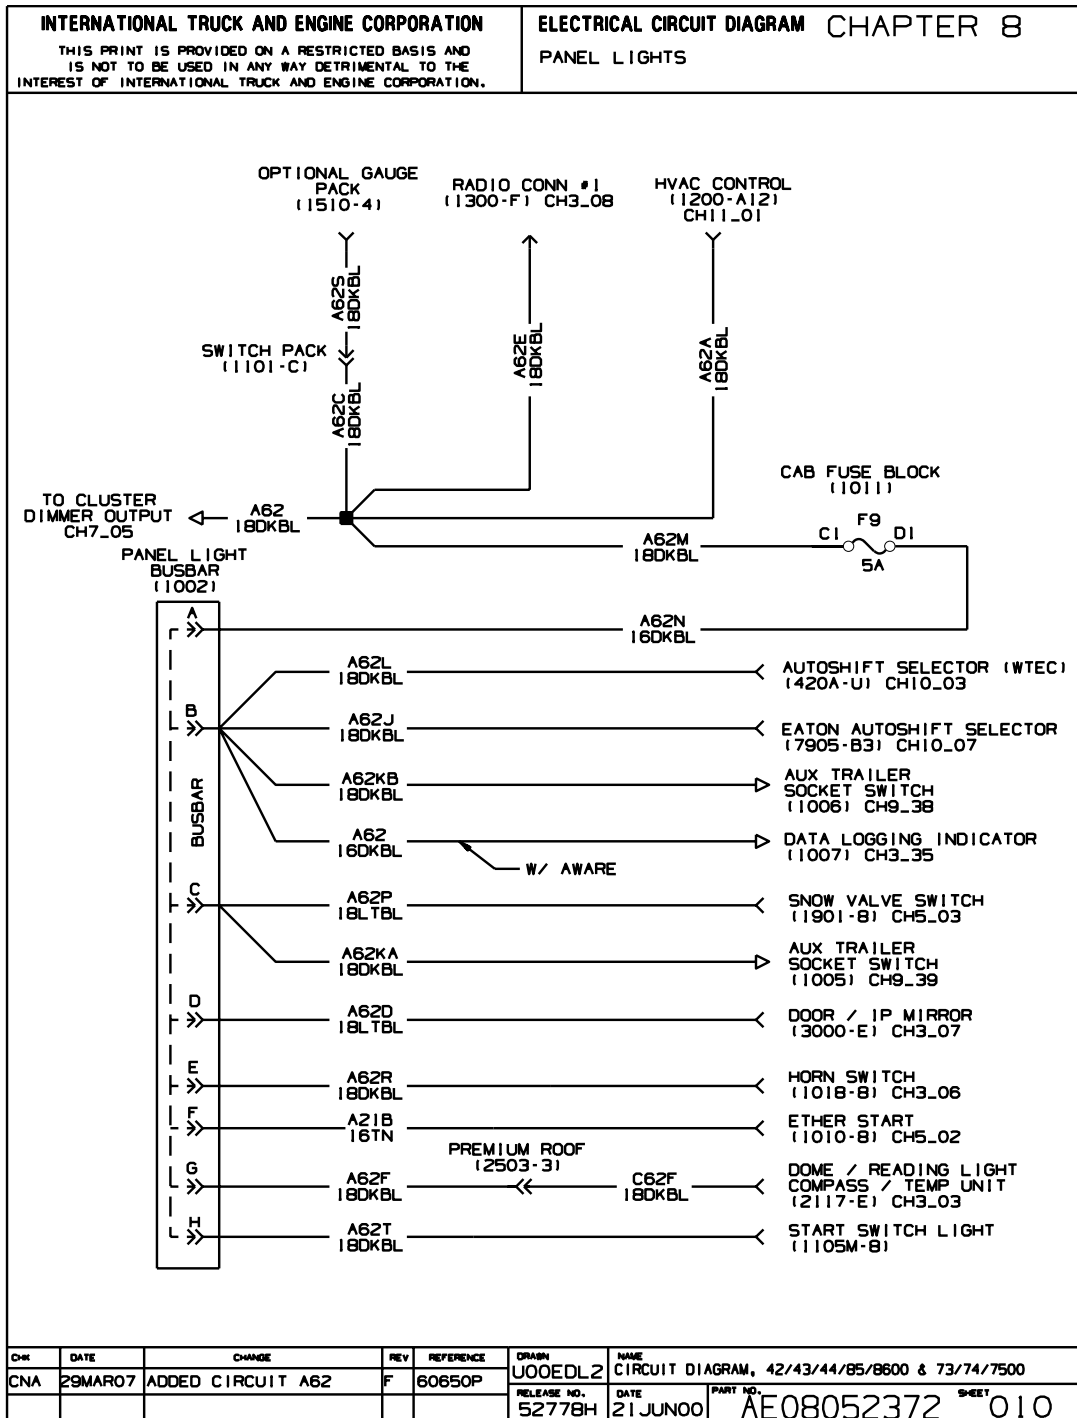 INTERNATIONAL TRUCK AND ENGINE CORPORATION
THIS PRINT IS PROVIDED ON A RESTRICTED BASIS AND
IS NOT TO BE USED IN ANY WAY DETRIMENTAL TO THE
INTEREST OF INTERNATIONAL TRUCK AND ENGINE CORPORATION.
ELECTRICAL CIRCUIT DIAGRAM CHAPTER 8
PANEL LIGHTS
OPTIONAL GAUGE
PACK
(1510-4)
RADIO CONN #1
(1300-F) CH3_08
HVAC CONTROL
(1200-A12)
CH11_01
A62S
18DKBL
SWITCH PACK
(1101-C)
A62C
18DKBL
A62E
18DKBL
A62A
18DKBL
CAB FUSE BLOCK
(1011)
TO CLUSTER
DIMMER OUTPUT
CH7_05
A62
18DKBL
A62M
18DKBL
C1
F9
D1
5A
PANEL LIGHT
BUSBAR
(1002)
A
A62N
16DKBL
A62L
18DKBL
AUTOSHIFT SELECTOR (WTEC)
(420A-U) CH10_03
B
A62J
18DKBL
EATON AUTOSHIFT SELECTOR
(7905-B3) CH10_07
A62KB
18DKBL
AUX TRAILER
SOCKET SWITCH
(1006) CH9_38
BUSBAR
A62
16DKBL
DATA LOGGING INDICATOR
(1007) CH3_35
W/ AWARE
C
A62P
18LTBL
SNOW VALVE SWITCH
(1901-8) CH5_03
A62KA
18DKBL
AUX TRAILER
SOCKET SWITCH
(1005) CH9_39
D
A62D
18LTBL
DOOR / IP MIRROR
(3000-E) CH3_07
E
A62R
18DKBL
HORN SWITCH
(1018-8) CH3_06
F
A21B
16TN
ETHER START
(1010-8) CH5_02
PREMIUM ROOF
(2503-3)
G
A62F
18DKBL
C62F
18DKBL
DOME / READING LIGHT
COMPASS / TEMP UNIT
(2117-E) CH3_03
H
A62T
18DKBL
START SWITCH LIGHT
(1105M-8)
CHK DATE CHANGE REV REFERENCE
CNA 29MAR07 ADDED CIRCUIT A62 F 60650P
DRAWN
U00EDL2
NAME
CIRCUIT DIAGRAM, 42/43/44/85/8600 & 73/74/7500
RELEASE NO.
52778H
DATE
21JUN00
PART NO.
AE08052372
SHEET
010